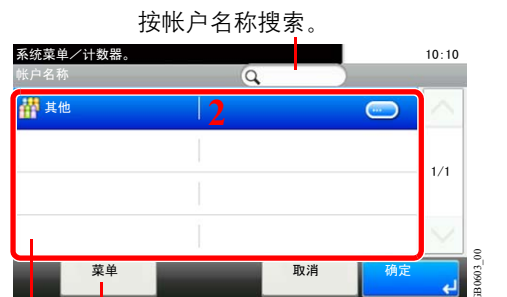 按帐户名称搜索。
系统菜单／计数器。
10:10
帐户名称
其他
2
1/1
菜单
取消
确定
GB0603_00